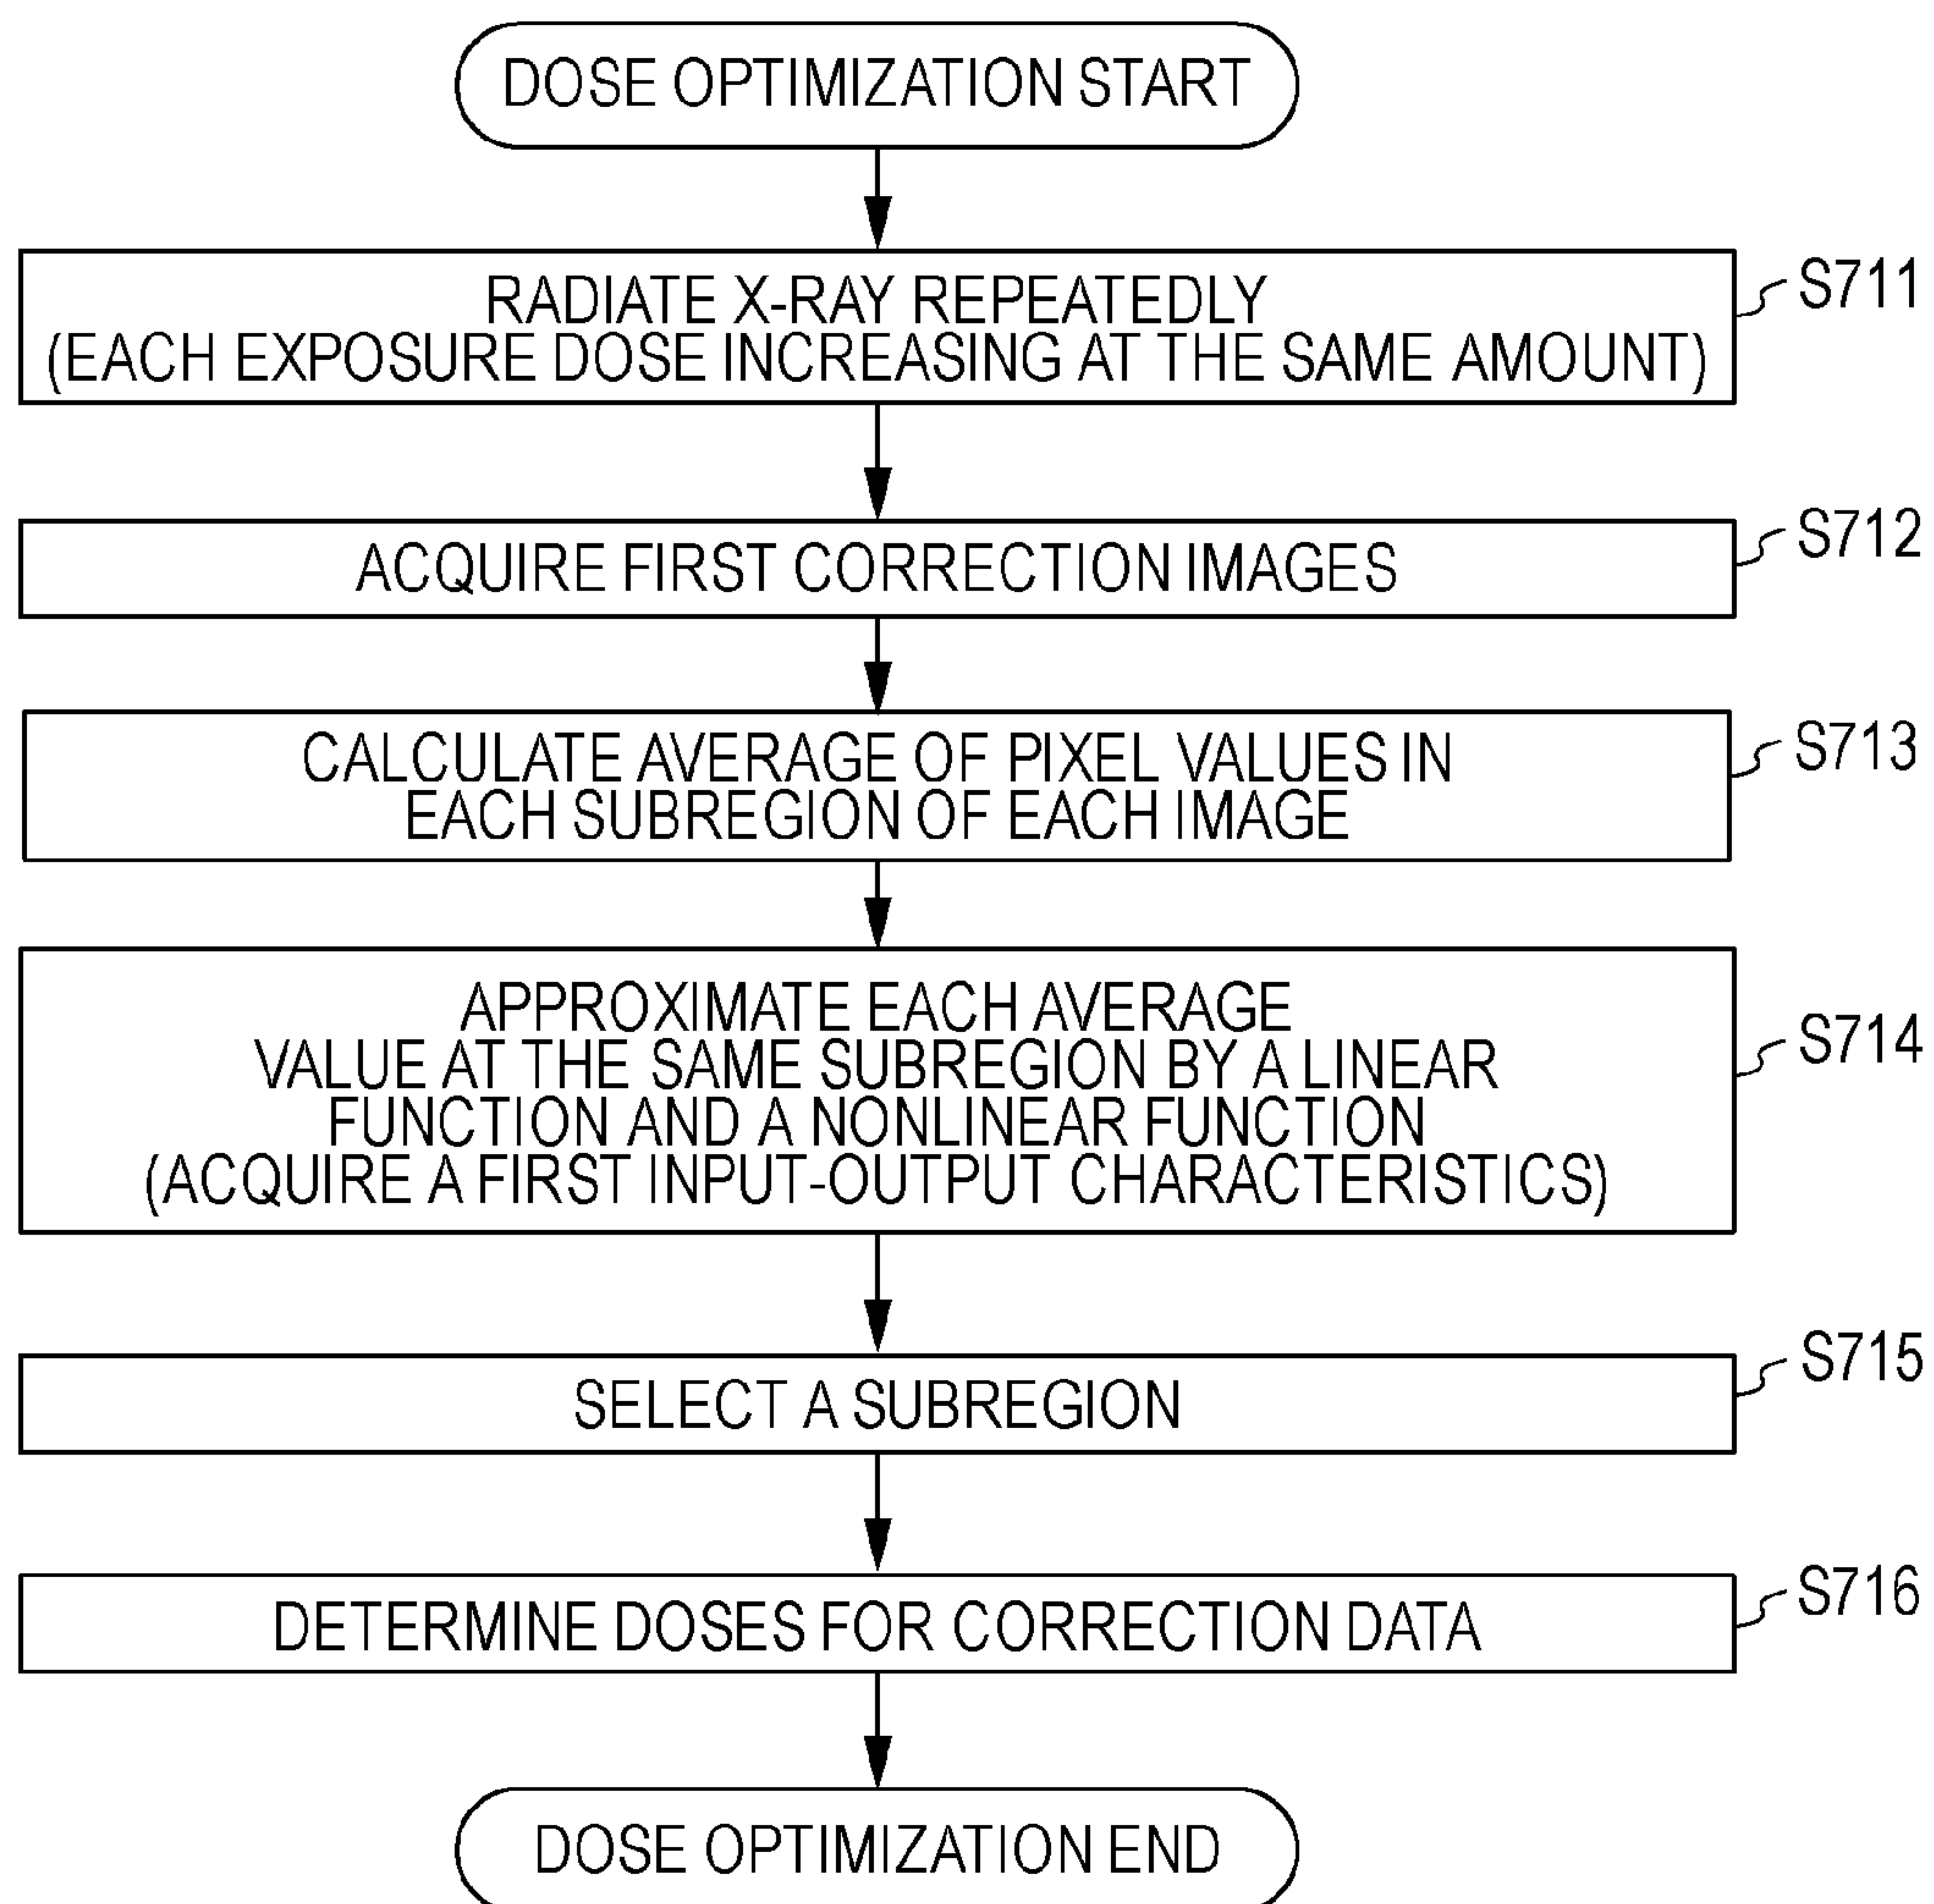 DOSE OPTIMIZATION START
RADIATE X-RAY REPEATEDLY
(EACH EXPOSURE DOSE INCREASING AT THE SAME AMOUNT)
S711
ACQUIRE FIRST CORRECTION IMAGES
S712
CALCULATE AVERAGE OF PIXEL VALUES IN
EACH SUBREGION OF EACH IMAGE
S713
APPROXIMATE EACH AVERAGE
VALUE AT THE SAME SUBREGION BY A LINEAR
FUNCTION AND A NONLINEAR FUNCTION
(ACQUIRE A FIRST INPUT-OUTPUT CHARACTERISTICS)
S714
SELECT A SUBREGION
S715
DETERMINE DOSES FOR CORRECTION DATA
S716
DOSE OPTIMIZATION END